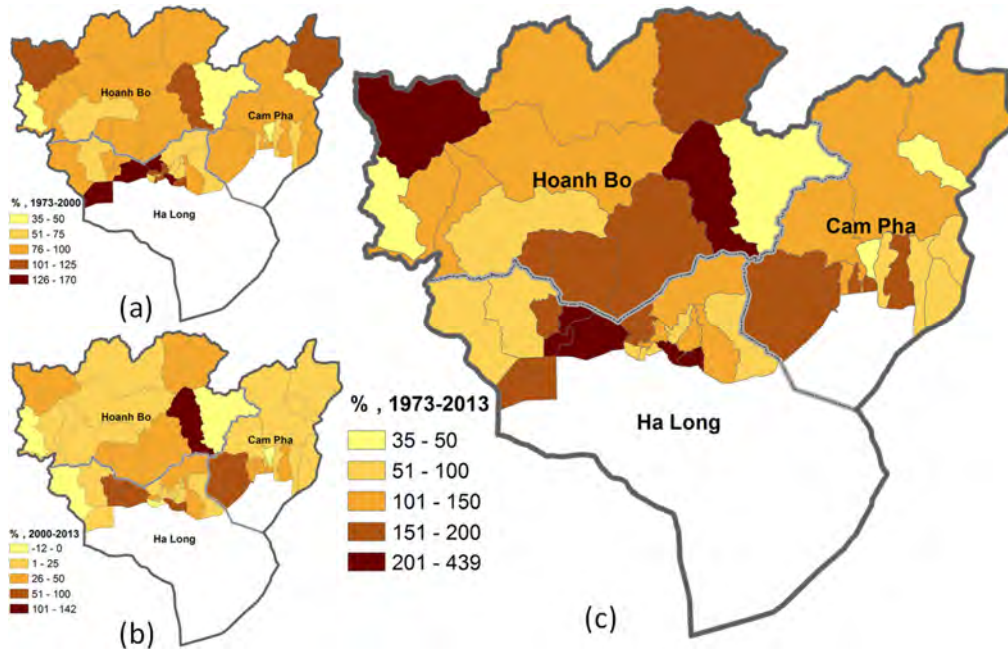 Hoanh Bo
Cam Pha
Ha Long
% , 1973-2000
35 - 50
51 - 75
76 - 100
101 - 125
126 - 170
(a)
Hoanh Bo
Cam Pha
Ha Long
% , 2000-2013
-12 - 0
1 - 25
26 - 50
51 - 100
101 - 142
(b)
Hoanh Bo
Cam Pha
Ha Long
% , 1973-2013
35 - 50
51 - 100
101 - 150
151 - 200
201 - 439
(c)